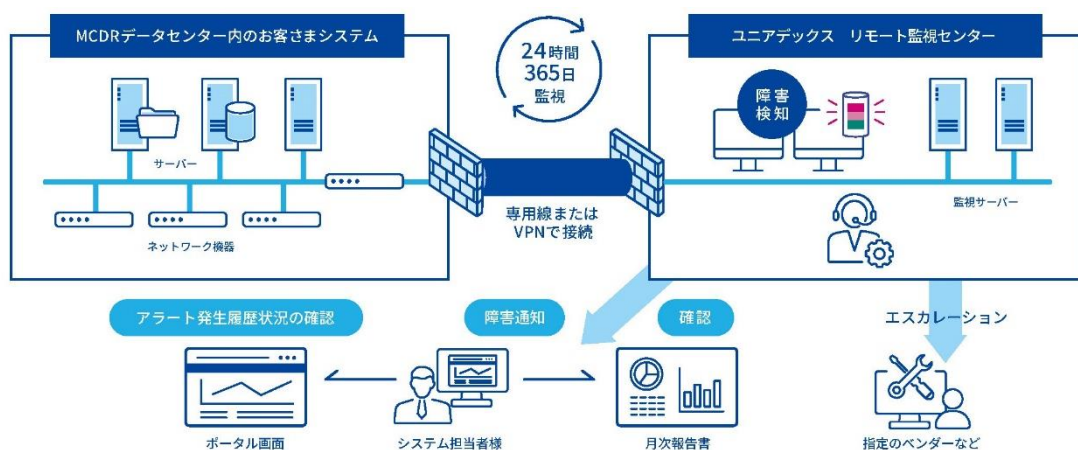 MCDRデータセンター内のお客さまシステム
24時間
365日
監視
ユニアデックス　リモート監視センター
障害
検知
サーバー
ネットワーク機器
専用線または
VPNで接続
監視サーバー
アラート発生履歴状況の確認
障害通知
確認
エスカレーション
ポータル画面
システム担当者様
月次報告書
指定のベンダーなど